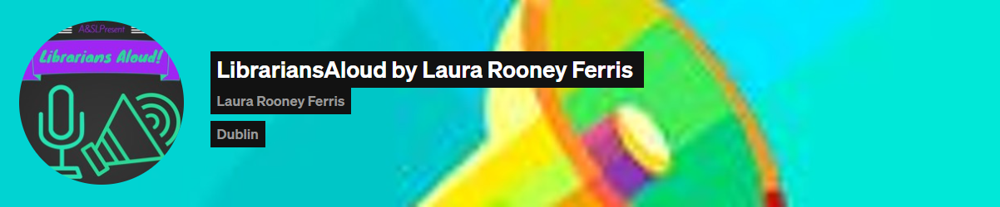 A&SLPresent
Librarians Aloud!
LibrariansAloud by Laura Rooney Ferris
Laura Rooney Ferris
Dublin